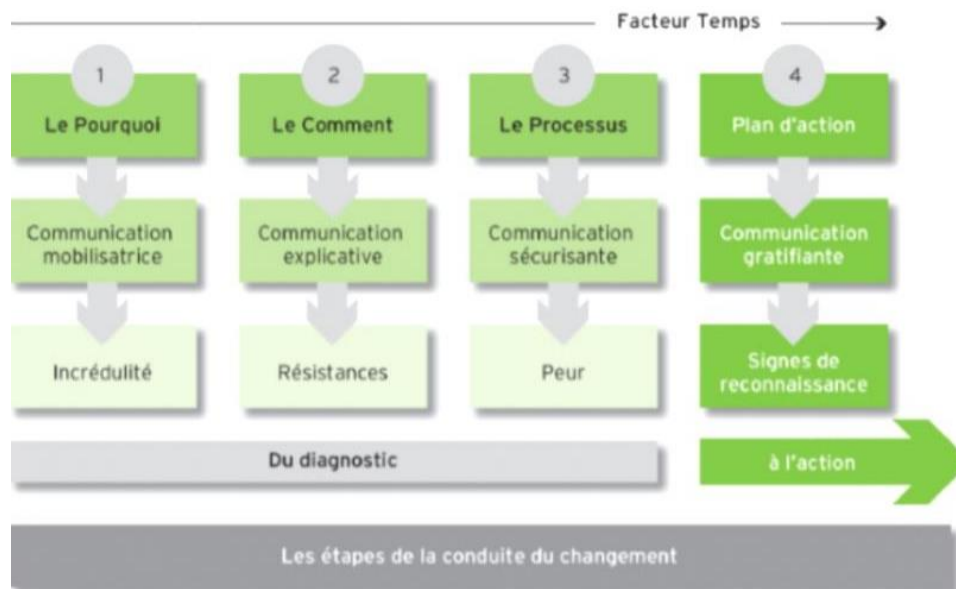 Facteur Temps
1
2
3
4
Le Pourquoi
Le Comment
Le Processus
Plan d'action
Communication
mobilisatrice
Communication
explicative
Communication
sécurisante
Communication
gratifiante
Incrédulité
Résistances
Peur
Signes de
reconnaissance
Du diagnostic
à l'action
Les étapes de la conduite du changement